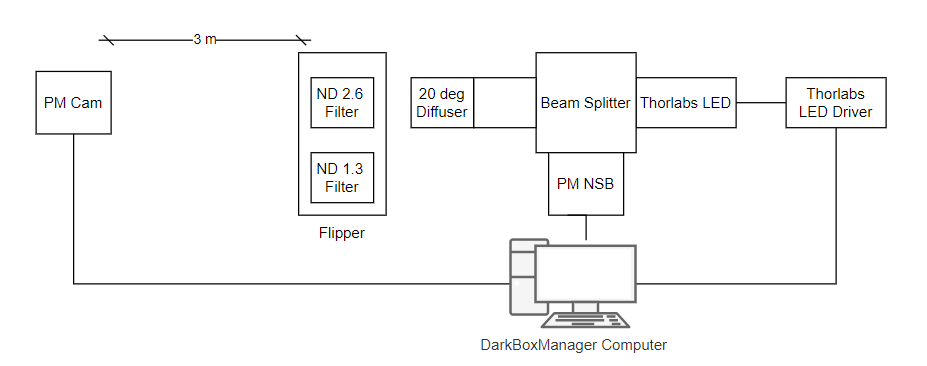 3 m
PM Cam
ND 2.6
Filter
ND 1.3
Filter
Flipper
20 deg
Diffuser
Beam Splitter
Thorlabs LED
Thorlabs
LED Driver
PM NSB
DarkBoxManager Computer